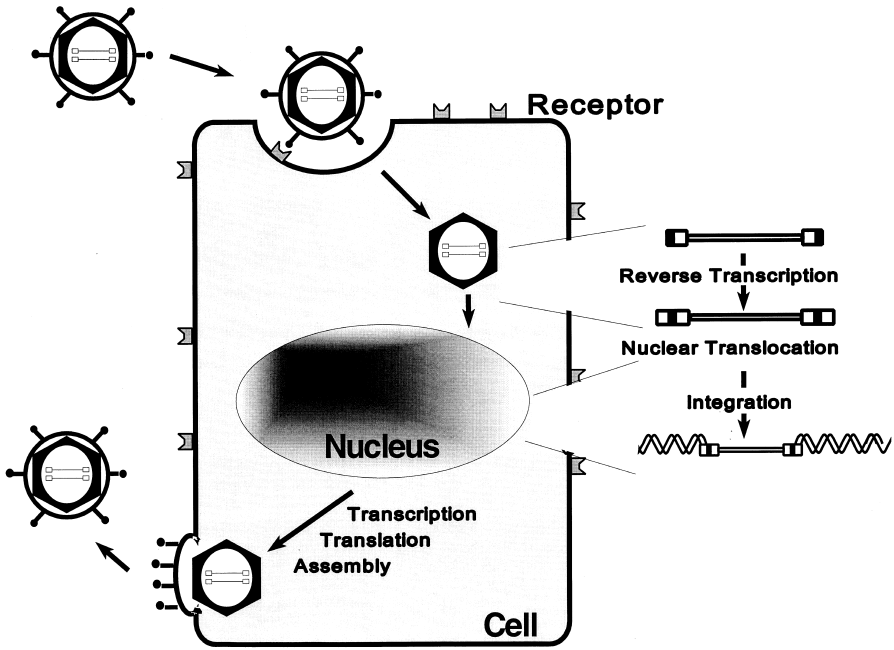 Receptor
Reverse Transcription
Nuclear Translocation
Integration
Nucleus
Transcription
Translation
Assembly
Cell